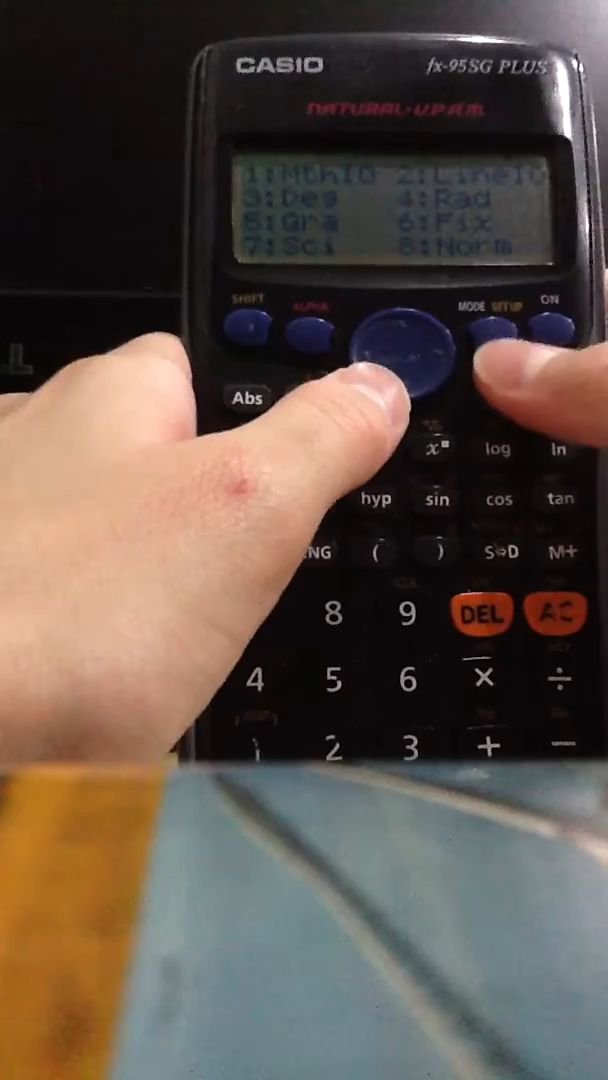 CASIO fx-95SG PLUS
NATURAL-V.P.A.M.
1:MthIO 2:LineIO
3:Deg 4:Rad
5:Gra 6:Fix
7:Sci 8:Norm
SHIFT ALPHA MODE SETUP ON
Abs
x■ log ln
hyp sin cos tan
NG ( ) S⇔D M+
8 9 DEL AC
4 5 6 × ÷
1 2 3 + −